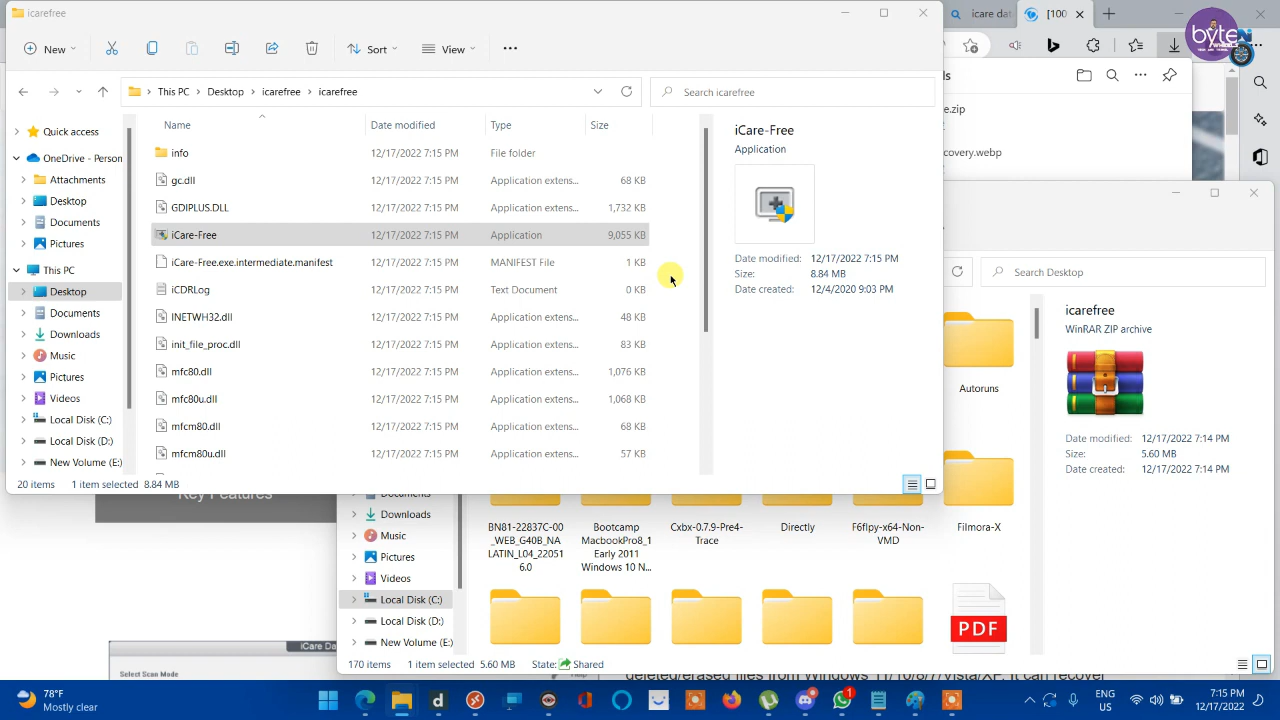 icarefree
icare dat
[100
byte N
WHEELS
New
Sort
View
This PC
Desktop
icarefree
icarefree
Search icarefree
Name
Date modified
Type
Size
Quick access
OneDrive - Person
Attachments
Desktop
Documents
Pictures
This PC
Desktop
Documents
Downloads
Music
Pictures
Videos
Local Disk (C:)
Local Disk (D:)
New Volume (E:)
info 12/17/2022 7:15 PM File folder
gc.dll 12/17/2022 7:15 PM Application extens... 68 KB
GDIPLUS.DLL 12/17/2022 7:15 PM Application extens... 1,732 KB
iCare-Free 12/17/2022 7:15 PM Application 9,055 KB
iCare-Free.exe.intermediate.manifest 12/17/2022 7:15 PM MANIFEST File 1 KB
iCDRLog 12/17/2022 7:15 PM Text Document 0 KB
INETWH32.dll 12/17/2022 7:15 PM Application extens... 48 KB
init_file_proc.dll 12/17/2022 7:15 PM Application extens... 83 KB
mfc80.dll 12/17/2022 7:15 PM Application extens... 1,076 KB
mfc80u.dll 12/17/2022 7:15 PM Application extens... 1,068 KB
mfcm80.dll 12/17/2022 7:15 PM Application extens... 68 KB
mfcm80u.dll 12/17/2022 7:15 PM Application extens... 57 KB
iCare-Free
Application
Date modified: 12/17/2022 7:15 PM
Size: 8.84 MB
Date created: 12/4/2020 9:03 PM
20 items 1 item selected 8.84 MB
ls
e.zip
covery.webp
Search Desktop
icarefree
WinRAR ZIP archive
Date modified: 12/17/2022 7:14 PM
Size: 5.60 MB
Date created: 12/17/2022 7:14 PM
Autoruns
Key Features
Documents
Downloads
Music
Pictures
Videos
Local Disk (C:)
Local Disk (D:)
New Volume (E:)
BN81-22837C-00
_WEB_G40B_NA
LATIN_L04_22051
6.0
Bootcamp
MacbookPro8_1
Early 2011
Windows 10 N...
Cxbx-0.7.9-Pre4-
Trace
Directly
F6flpy-x64-Non-
VMD
Filmora-X
PDF
170 items 1 item selected 5.60 MB State: Shared
iCare Da
Select Scan Mode
deleted/erased files from Windows 11/10/8/7/Vista/XP. It can recover
78°F
Mostly clear
1
ENG
US
7:15 PM
12/17/2022